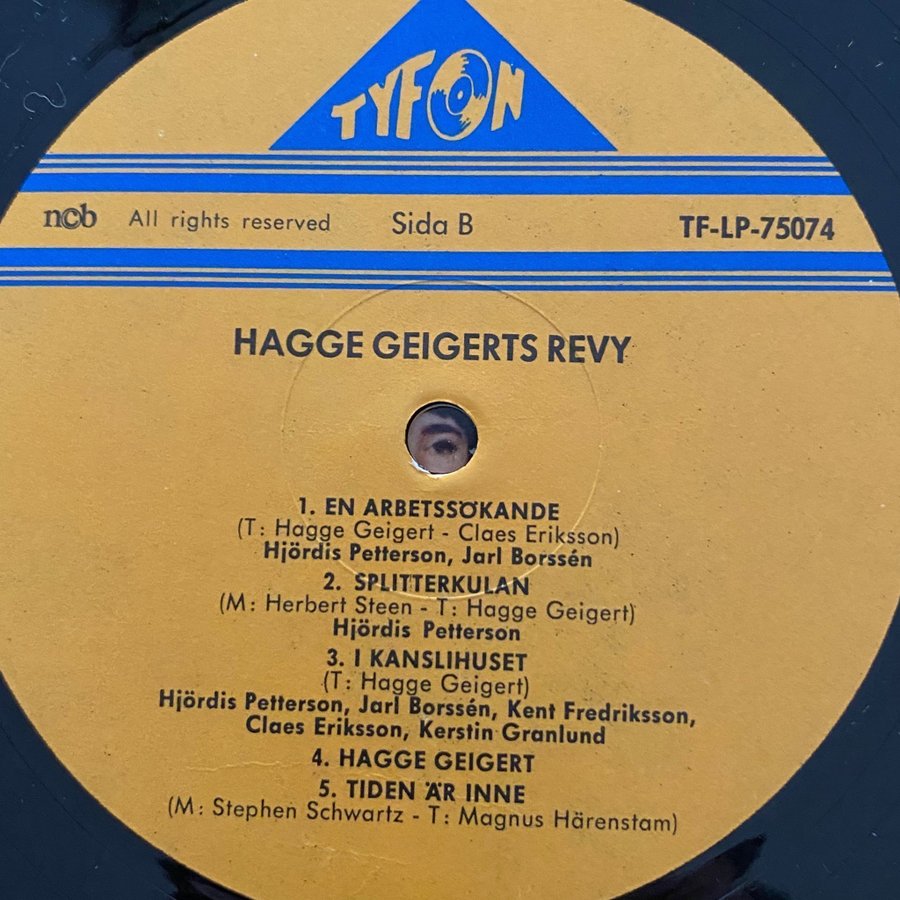 TYFON
ncb All rights reserved Sida B TF-LP-75074
HAGGE GEIGERTS REVY
1. EN ARBETSSÖKANDE
(T: Hagge Geigert - Claes Eriksson)
Hjördis Petterson, Jarl Borssén
2. SPLITTERKULAN
(M: Herbert Steen - T: Hagge Geigert)
Hjördis Petterson
3. I KANSLIHUSET
(T: Hagge Geigert)
Hjördis Petterson, Jarl Borssén, Kent Fredriksson,
Claes Eriksson, Kerstin Granlund
4. HAGGE GEIGERT
5. TIDEN ÄR INNE
(M: Stephen Schwartz - T: Magnus Härenstam)